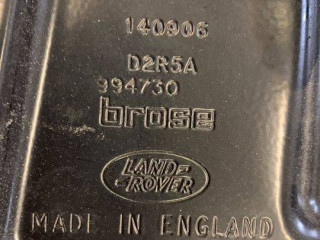 140906
D2R5A
994730
brose
LAND-
-ROVER
MADE IN ENGLAND